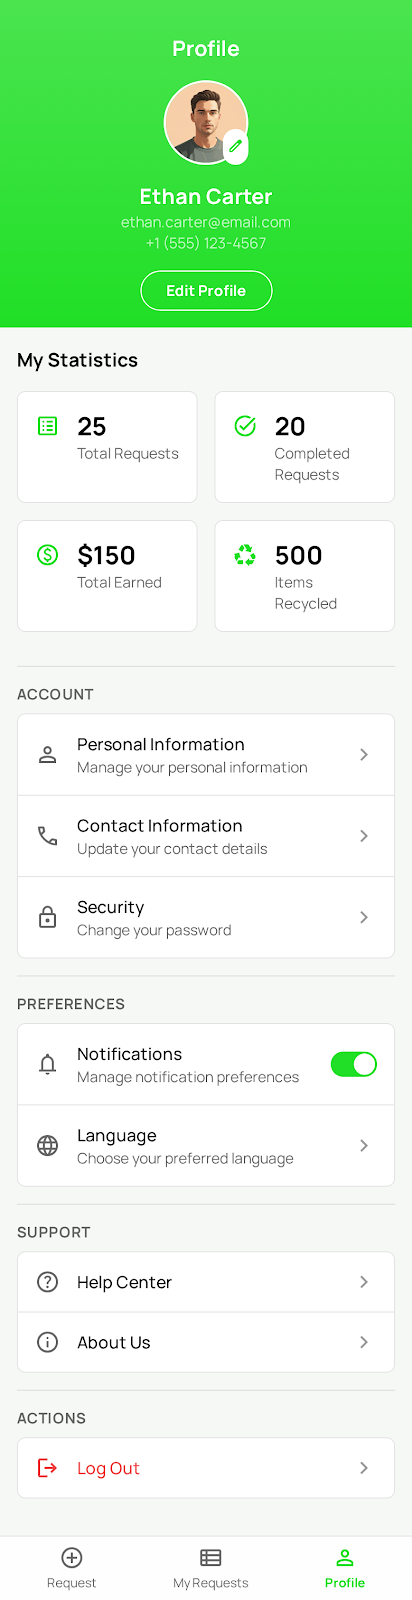 Profile
Ethan Carter
ethan.carter@email.com
+1 (555) 123-4567
Edit Profile
My Statistics
25
Total Requests
20
Completed
Requests
$150
Total Earned
500
Items
Recycled
ACCOUNT
Personal Information
Manage your personal information
Contact Information
Update your contact details
Security
Change your password
PREFERENCES
Notifications
Manage notification preferences
Language
Choose your preferred language
SUPPORT
Help Center
About Us
ACTIONS
Log Out
Request
My Requests
Profile